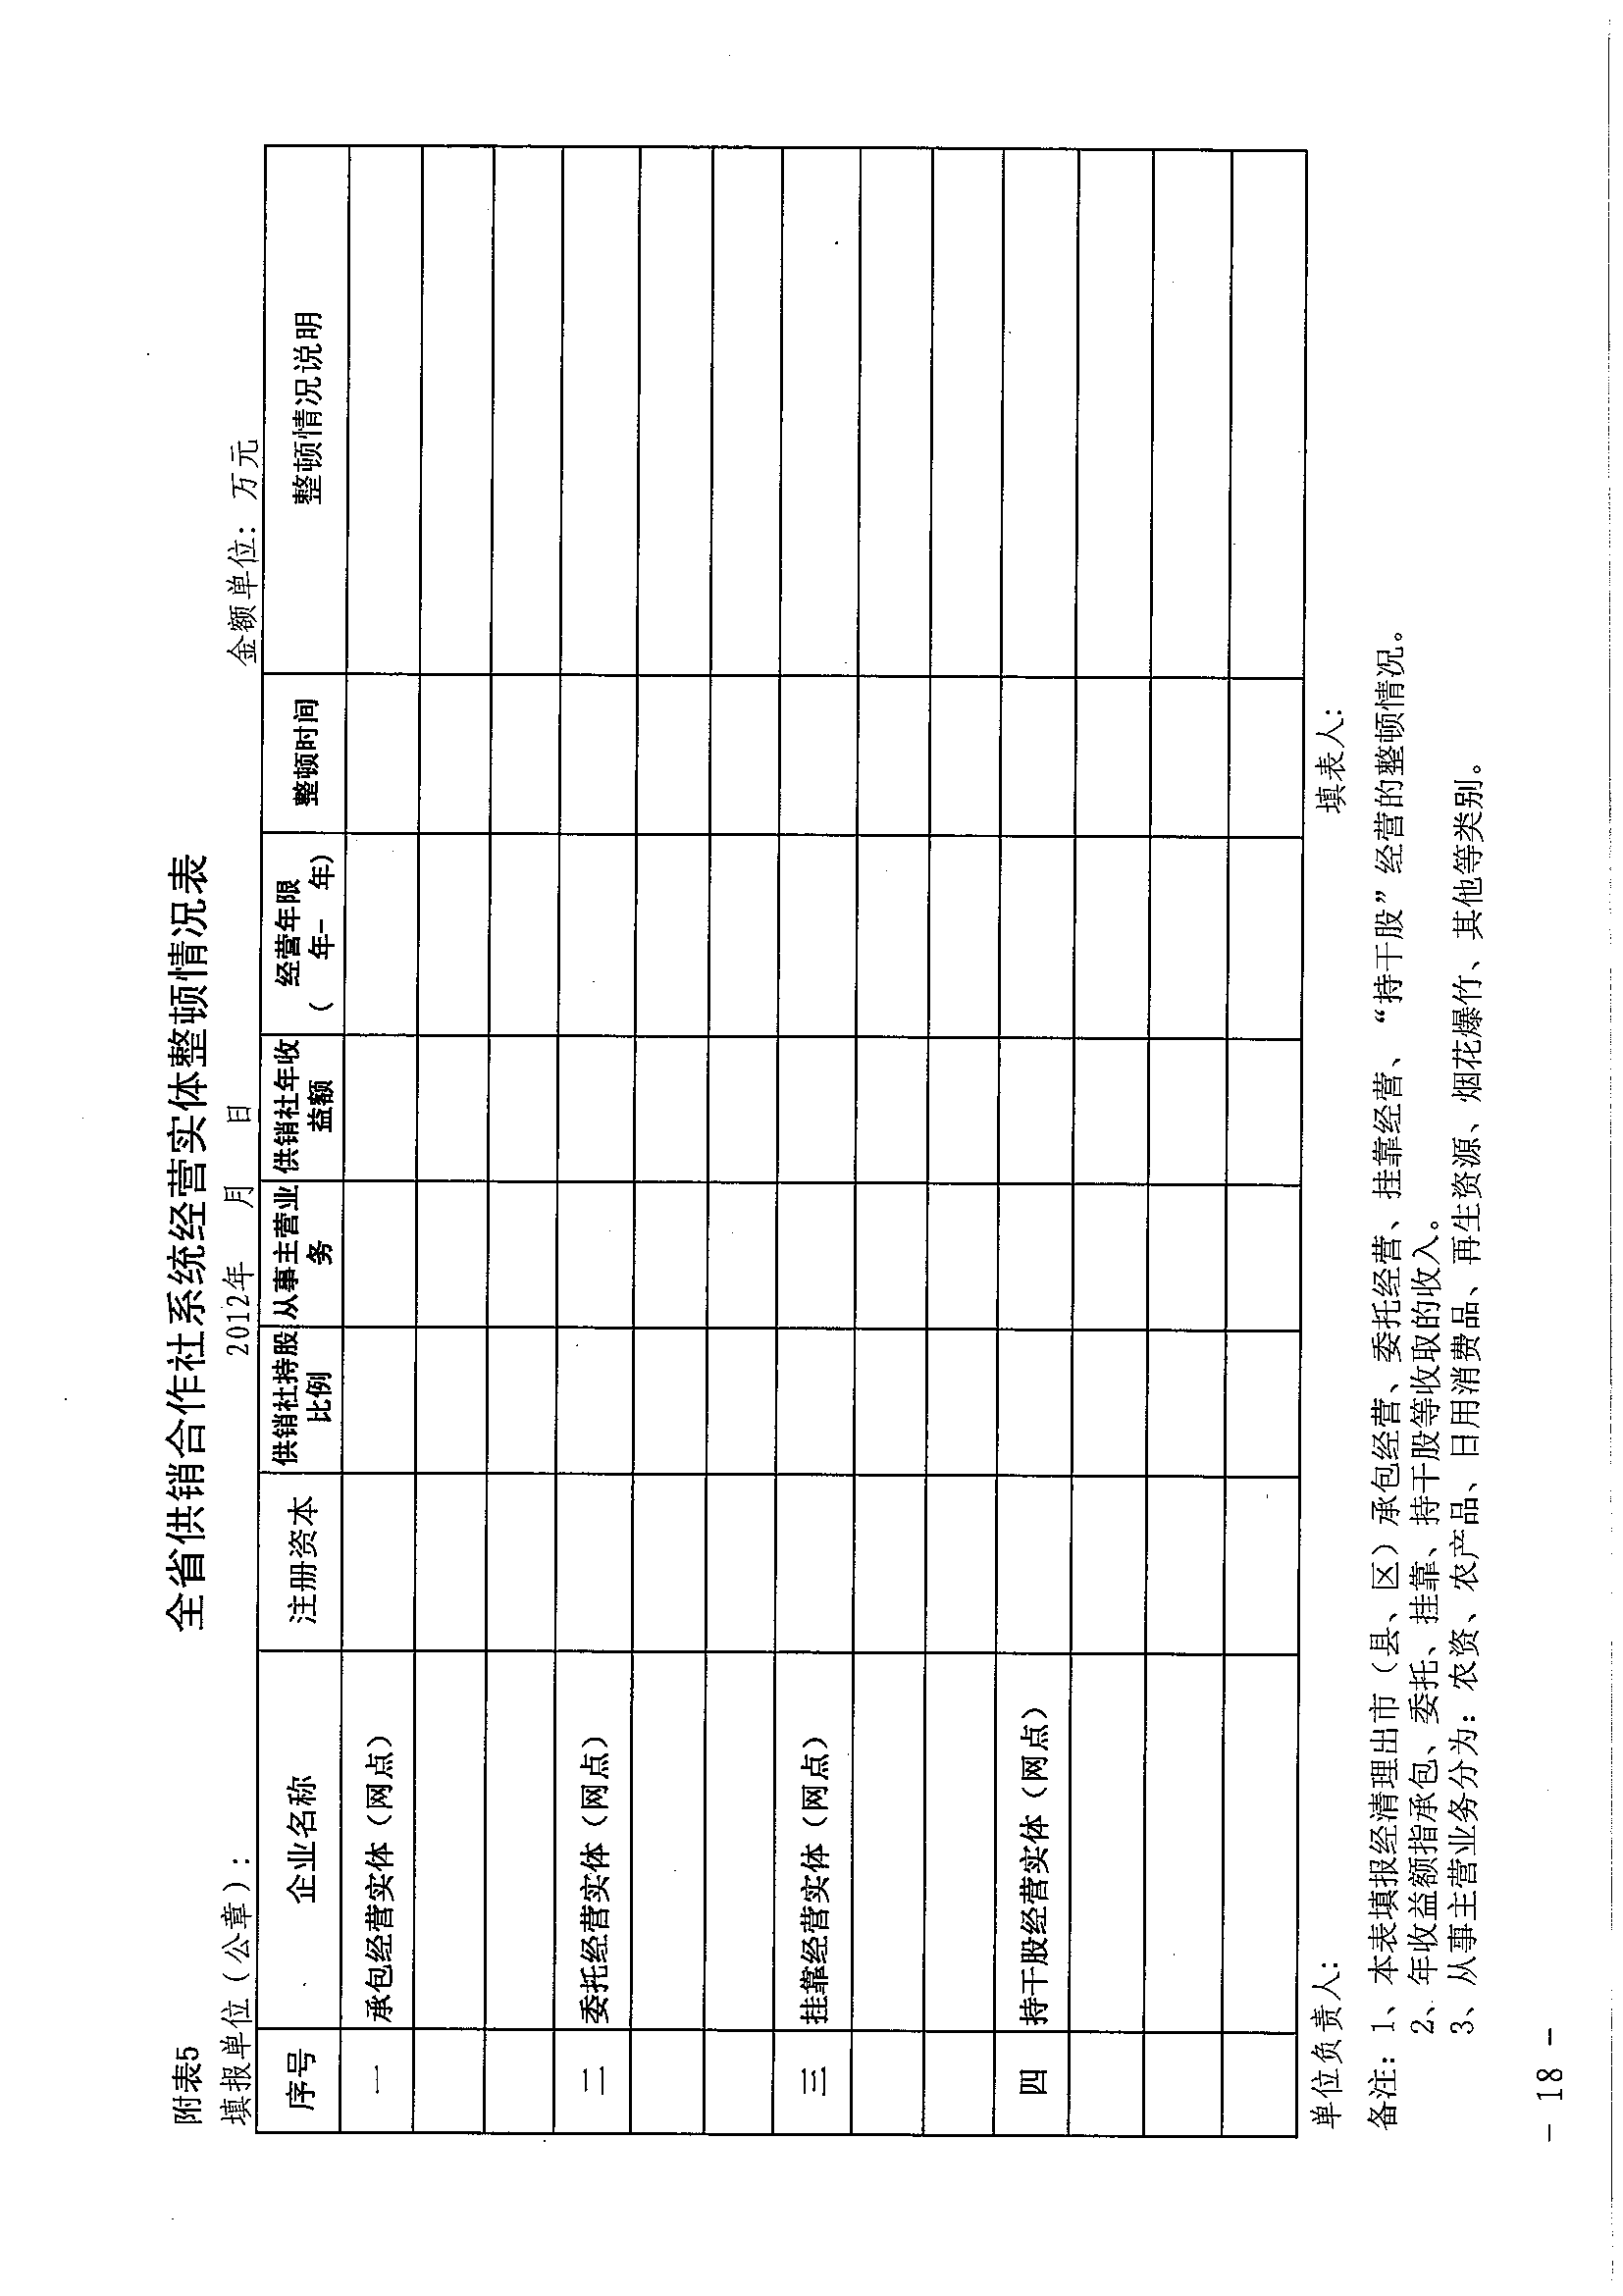 附表5
全省供销合作社系统经营实体整顿情况表
填报单位（公章）： 2012年 月 日 金额单位：万元
序号 企业名称 注册资本 供销社持股比例 从事主营业务 供销社年收益额 经营年限（ 年- 年） 整顿时间 整顿情况说明
一 承包经营实体（网点）
二 委托经营实体（网点）
三 挂靠经营实体（网点）
四 持干股经营实体（网点）
单位负责人： 填表人：
备注：1、本表填报经清理出市（县、区）承包经营、委托经营、挂靠经营、“持干股”经营的整顿情况。
2、年收益额指承包、委托、挂靠、持干股等收取的收入。
3、从事主营业务分为：农资、农产品、日用消费品、再生资源、烟花爆竹、其他等类别。
- 18 -